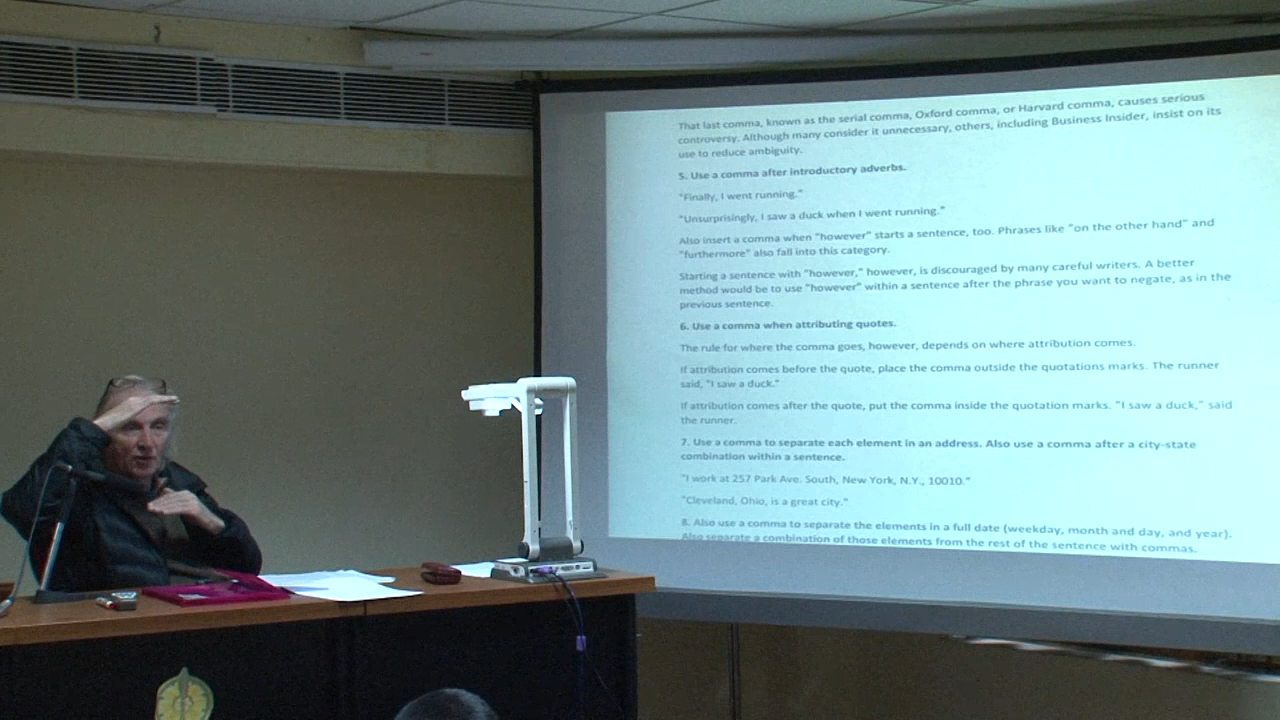 That last comma, known as the serial comma, Oxford comma, or Harvard comma, causes serious
controversy. Although many consider it unnecessary, others, including Business Insider, insist on its
use to reduce ambiguity.
5. Use a comma after introductory adverbs.
"Finally, I went running."
"Unsurprisingly, I saw a duck when I went running."
Also insert a comma when "however" starts a sentence, too. Phrases like "on the other hand" and
"furthermore" also fall into this category.
Starting a sentence with "however," however, is discouraged by many careful writers. A better
method would be to use "however" within a sentence after the phrase you want to negate, as in the
previous sentence.
6. Use a comma when attributing quotes.
The rule for where the comma goes, however, depends on where attribution comes.
If attribution comes before the quote, place the comma outside the quotations marks. The runner
said, "I saw a duck."
If attribution comes after the quote, put the comma inside the quotation marks. "I saw a duck," said
the runner.
7. Use a comma to separate each element in an address. Also use a comma after a city-state
combination within a sentence.
"I work at 257 Park Ave. South, New York, N.Y., 10010."
"Cleveland, Ohio, is a great city."
8. Also use a comma to separate the elements in a full date (weekday, month and day, and year).
Also separate a combination of those elements from the rest of the sentence with commas.